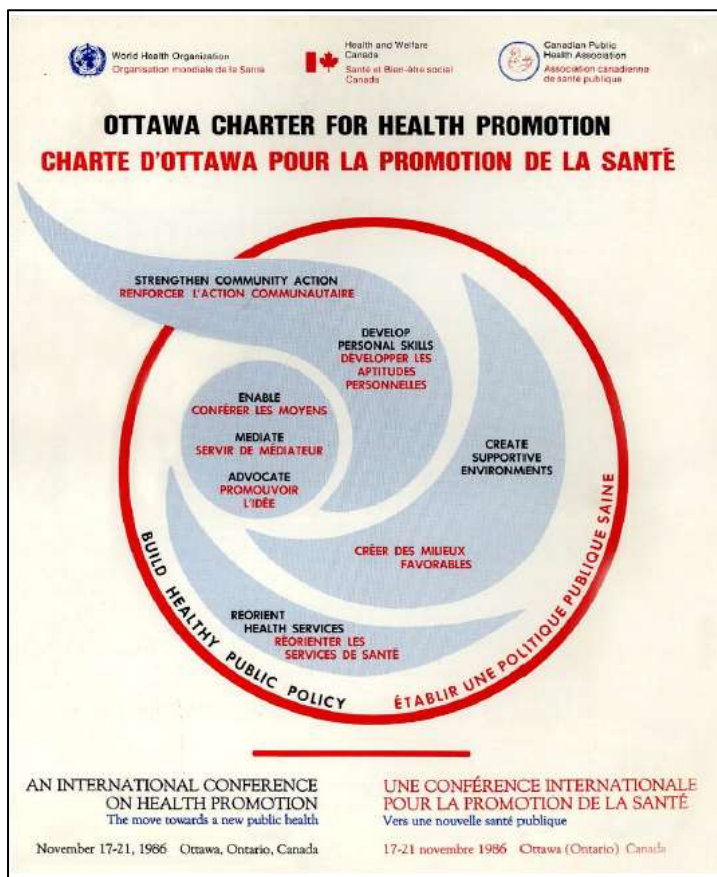 World Health Organization
Organisation mondiale de la Santé
Health and Welfare
Canada
Santé et Bien-être social
Canada
Canadian Public
Health Association
Association canadienne
de santé publique
OTTAWA CHARTER FOR HEALTH PROMOTION
CHARTE D'OTTAWA POUR LA PROMOTION DE LA SANTÉ
STRENGTHEN COMMUNITY ACTION
RENFORCER L'ACTION COMMUNAUTAIRE
DEVELOP
PERSONAL SKILLS
DÉVELOPPER LES
APTITUDES
PERSONNELLES
ENABLE
CONFÉRER LES MOYENS
MEDIATE
SERVIR DE MÉDIATEUR
ADVOCATE
PROMOUVOIR
L'IDÉE
CREATE
SUPPORTIVE
ENVIRONMENTS
CRÉER DES MILIEUX
FAVORABLES
REORIENT
HEALTH SERVICES
RÉORIENTER LES
SERVICES DE SANTÉ
BUILD HEALTHY PUBLIC POLICY
ÉTABLIR UNE POLITIQUE PUBLIQUE SAINE
AN INTERNATIONAL CONFERENCE
ON HEALTH PROMOTION
The move towards a new public health
November 17-21, 1986 Ottawa, Ontario, Canada
UNE CONFÉRENCE INTERNATIONALE
POUR LA PROMOTION DE LA SANTÉ
Vers une nouvelle santé publique
17-21 novembre 1986 Ottawa (Ontario) Canada